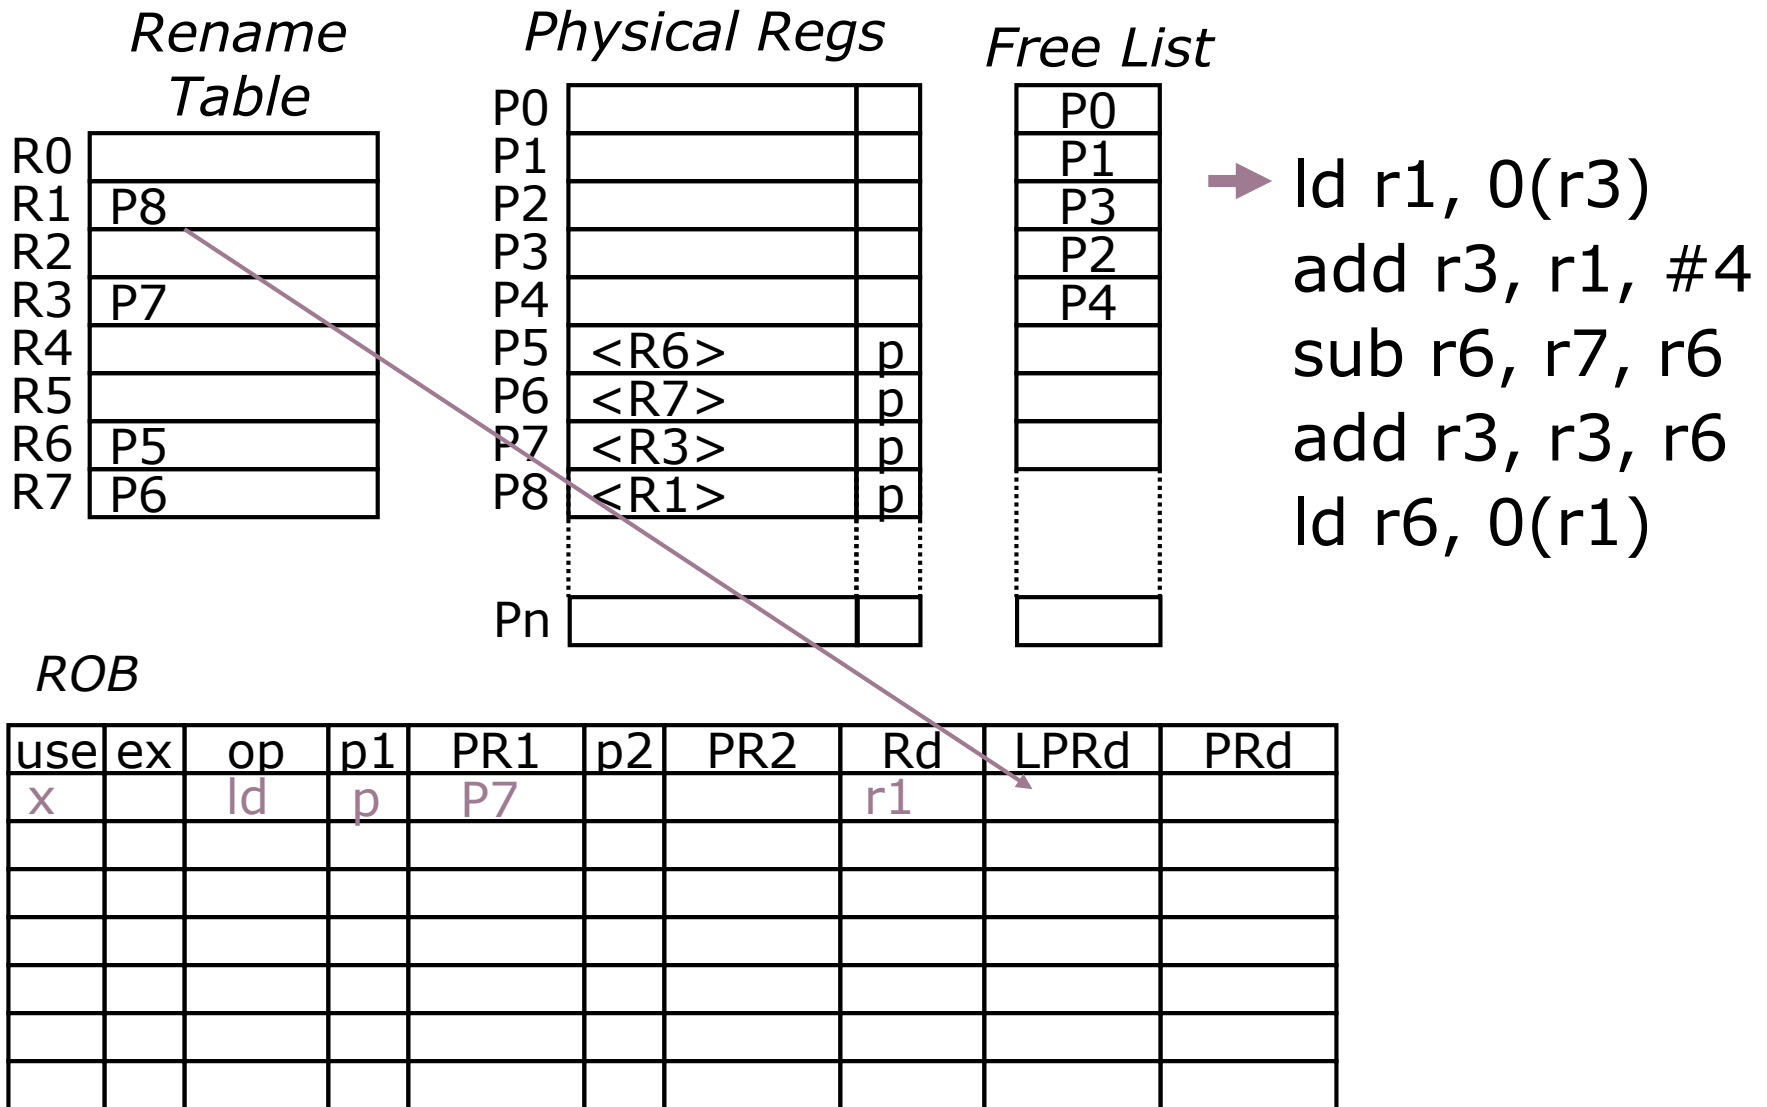 Rename Table
R0
R1 P8
R2
R3 P7
R4
R5
R6 P5
R7 P6
Physical Regs
P0
P1
P2
P3
P4
P5 <R6> p
P6 <R7> p
P7 <R3> p
P8 <R1> p
Pn
Free List
P0
P1
P3
P2
P4
ld r1, 0(r3)
add r3, r1, #4
sub r6, r7, r6
add r3, r3, r6
ld r6, 0(r1)
ROB
use ex op p1 PR1 p2 PR2 Rd LPRd PRd
x ld p P7 r1